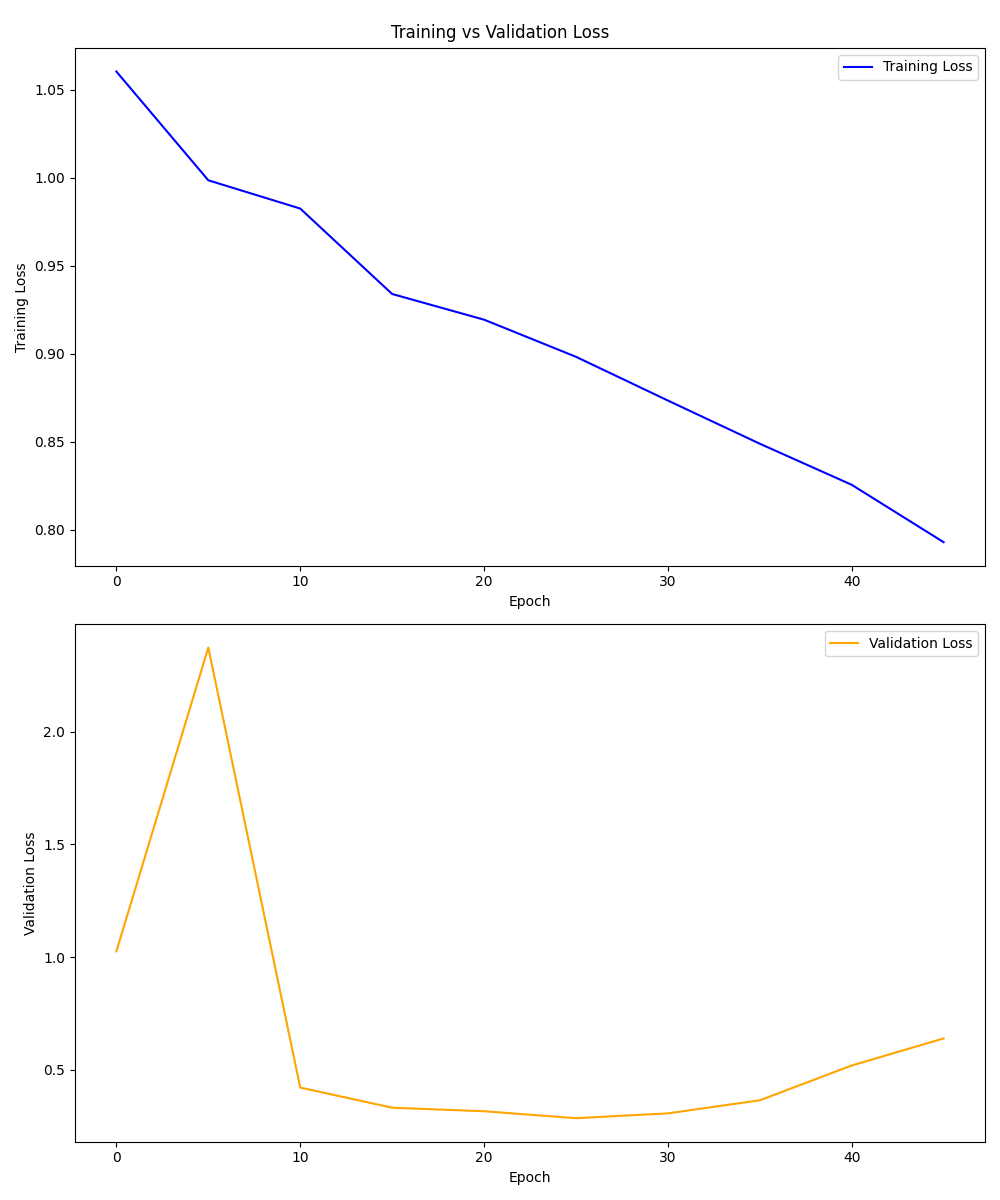 Training vs Validation Loss
Training Loss
1.05
1.00
0.95
0.90
0.85
0.80
Training Loss
0 10 20 30 40
Epoch
Validation Loss
2.0
1.5
1.0
0.5
Validation Loss
0 10 20 30 40
Epoch